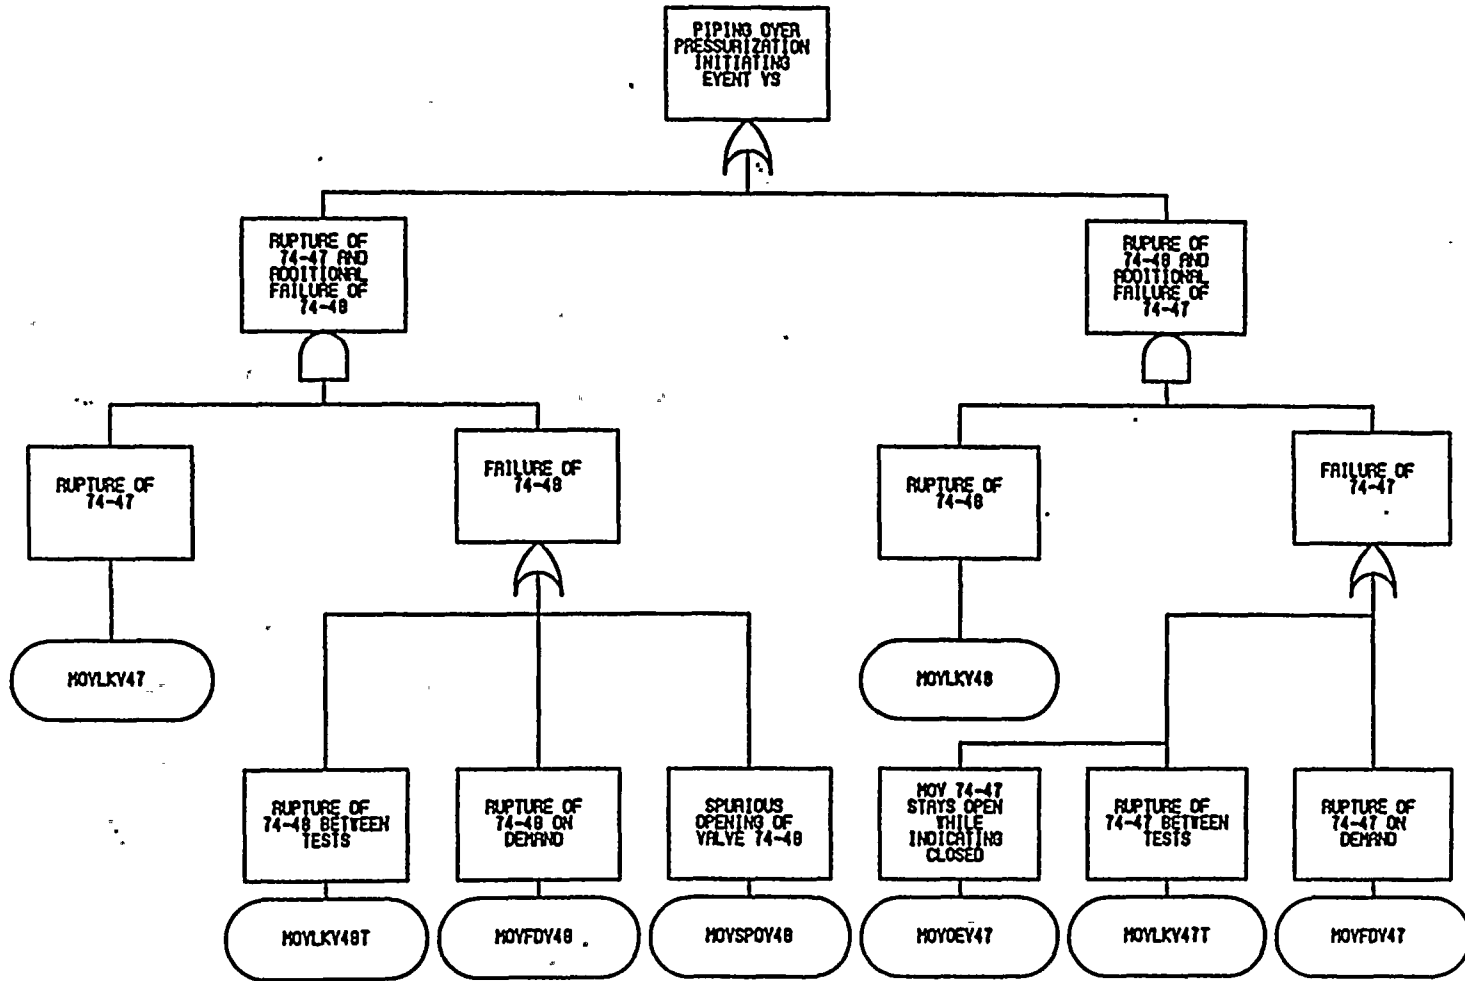 PIPING OVER
PRESSURIZATION
INITIATING
EVENT VS
RUPTURE OF
74-47 AND
ADDITIONAL
FAILURE OF
74-48
RUPURE OF
74-48 AND
ADDITIONAL
FAILURE OF
74-47
RUPTURE OF
74-47
FAILURE OF
74-48
RUPTURE OF
74-48
FAILURE OF
74-47
MOVLKV47
MOVLKV48
RUPTURE OF
74-48 BETWEEN
TESTS
RUPTURE OF
74-48 ON
DEMAND
SPURIOUS
OPENING OF
VALVE 74-48
MOV 74-47
STAYS OPEN
WHILE
INDICATING
CLOSED
RUPTURE OF
74-47 BETWEEN
TESTS
RUPTURE OF
74-47 ON
DEMAND
MOVLKV48T
MOVFDV48
MOVSPOV48
MOVOEV47
MOVLKV47T
MOVFDV47